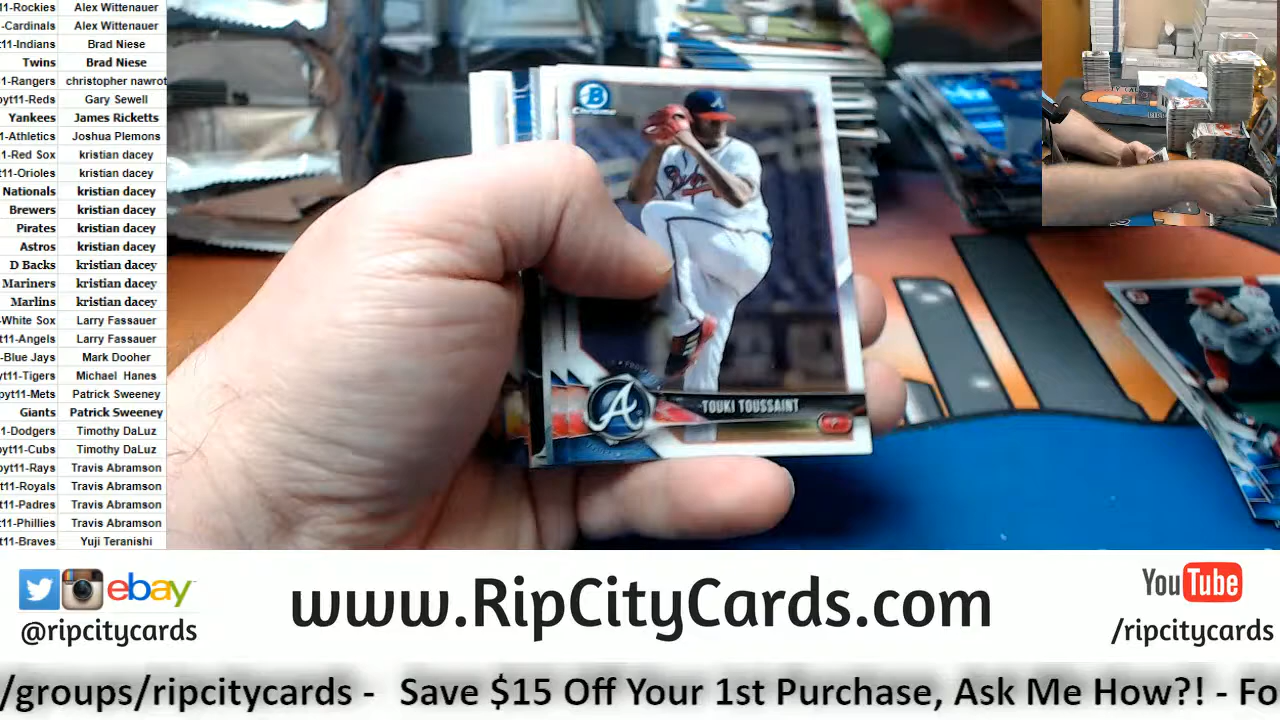 11-Rockies Alex Wittenauer
-Cardinals Alex Wittenauer
t11-Indians Brad Niese
Twins Brad Niese
1-Rangers christopher nawrot
yt11-Reds Gary Sewell
Yankees James Ricketts
1-Athletics Joshua Plemons
11-Red Sox kristian dacey
t11-Orioles kristian dacey
Nationals kristian dacey
Brewers kristian dacey
Pirates kristian dacey
Astros kristian dacey
D Backs kristian dacey
Mariners kristian dacey
Marlins kristian dacey
-White Sox Larry Fassauer
t11-Angels Larry Fassauer
-Blue Jays Mark Dooher
t11-Tigers Michael Hanes
yt11-Mets Patrick Sweeney
Giants Patrick Sweeney
1-Dodgers Timothy DaLuz
yt11-Cubs Timothy DaLuz
yt11-Rays Travis Abramson
t11-Royals Travis Abramson
t11-Padres Travis Abramson
t11-Phillies Travis Abramson
t11-Braves Yuji Teranishi
B
Chrome
A
TOUKI TOUSSAINT
P
ebay
@ripcitycards
www.RipCityCards.com
YouTube
/ripcitycards
/groups/ripcitycards - Save $15 Off Your 1st Purchase, Ask Me How?! - Fo